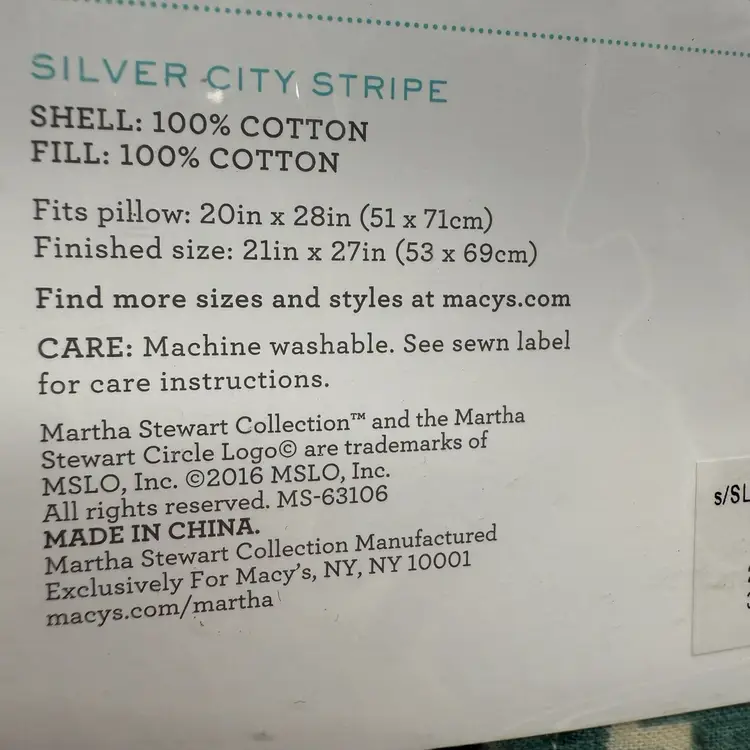 SILVER CITY STRIPE
SHELL: 100% COTTON
FILL: 100% COTTON
Fits pillow: 20in x 28in (51 x 71cm)
Finished size: 21in x 27in (53 x 69cm)
Find more sizes and styles at macys.com
CARE: Machine washable. See sewn label
for care instructions.
Martha Stewart Collection™ and the Martha
Stewart Circle Logo© are trademarks of
MSLO, Inc. ©2016 MSLO, Inc.
All rights reserved. MS-63106
MADE IN CHINA.
Martha Stewart Collection Manufactured
Exclusively For Macy's, NY, NY 10001
macys.com/martha
s/SL